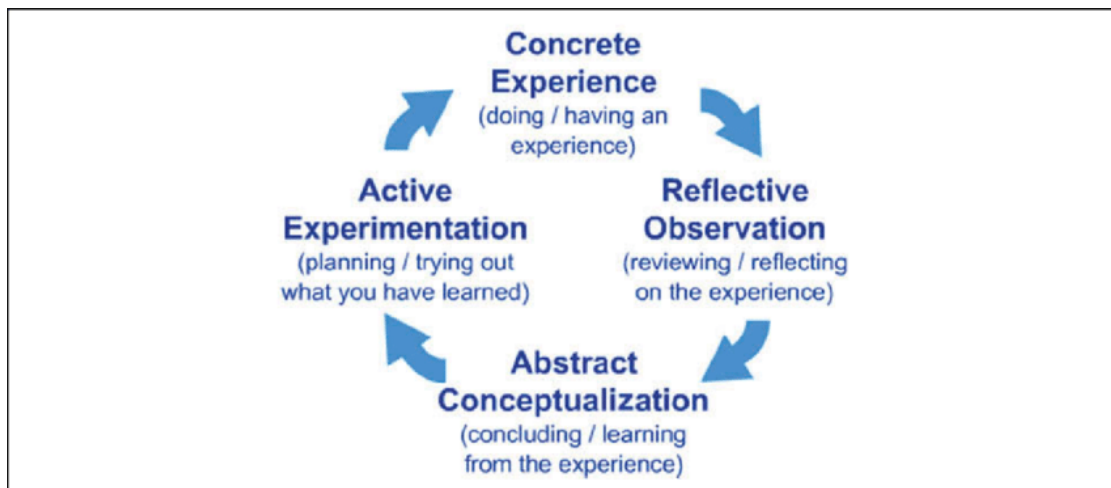 Concrete
Experience
(doing / having an
experience)
Reflective
Observation
(reviewing / reflecting
on the experience)
Abstract
Conceptualization
(concluding / learning
from the experience)
Active
Experimentation
(planning / trying out
what you have learned)